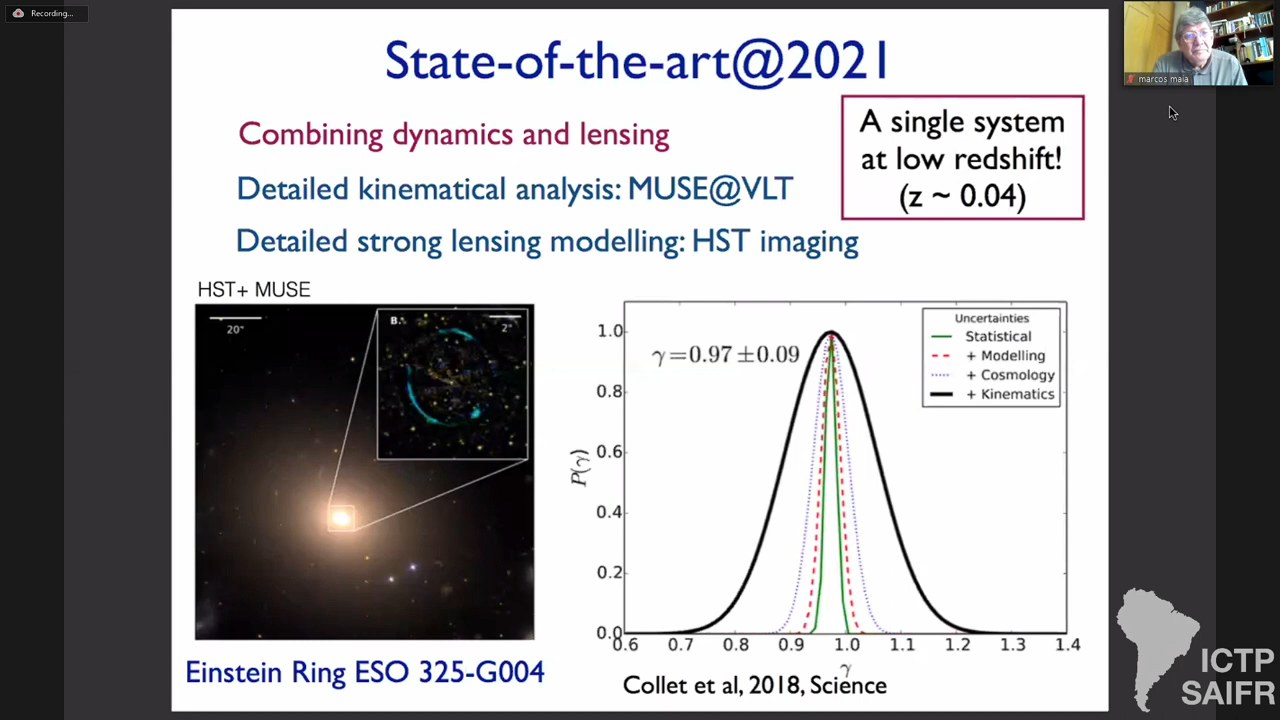 Recording...
State-of-the-art@2021
Combining dynamics and lensing
A single system
at low redshift!
(z ~ 0.04)
Detailed kinematical analysis: MUSE@VLT
Detailed strong lensing modelling: HST imaging
marcos maia
HST+ MUSE
20"
B.
2"
γ=0.97±0.09
Uncertainties
Statistical
+ Modelling
+ Cosmology
+ Kinematics
P(γ)
1.0
0.8
0.6
0.4
0.2
0.0
0.6 0.7 0.8 0.9 1.0 1.1 1.2 1.3 1.4
γ
Einstein Ring ESO 325-G004
Collet et al, 2018, Science
ICTP
SAIFR